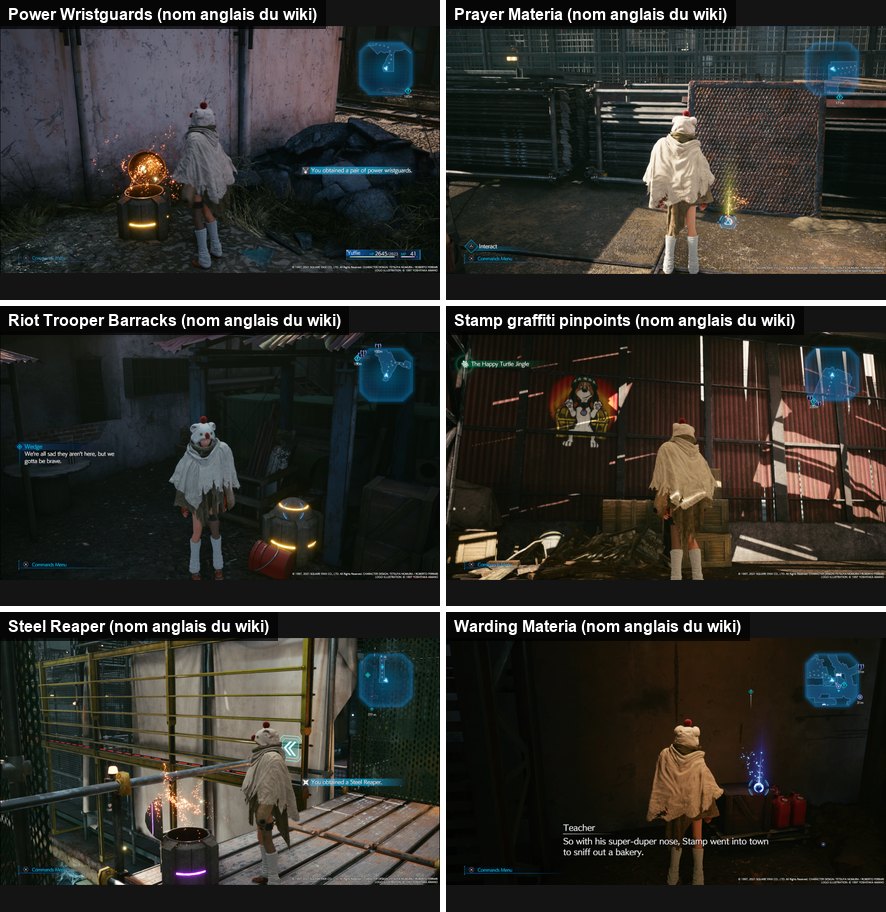 Power Wristguards (nom anglais du wiki)
You obtained a pair of power wristguards.
Yuffie
41
Prayer Materia (nom anglais du wiki)
Interact
Commands Menu
Riot Trooper Barracks (nom anglais du wiki)
Wedge
We're all sad they aren't here, but we
gotta be brave.
Commands Menu
Stamp graffiti pinpoints (nom anglais du wiki)
The Happy Turtle Jingle
Steel Reaper (nom anglais du wiki)
You obtained a Steel Reaper.
Commands Menu
Warding Materia (nom anglais du wiki)
Teacher
So with his super-duper nose, Stamp went into town
to sniff out a bakery.
Commands Menu